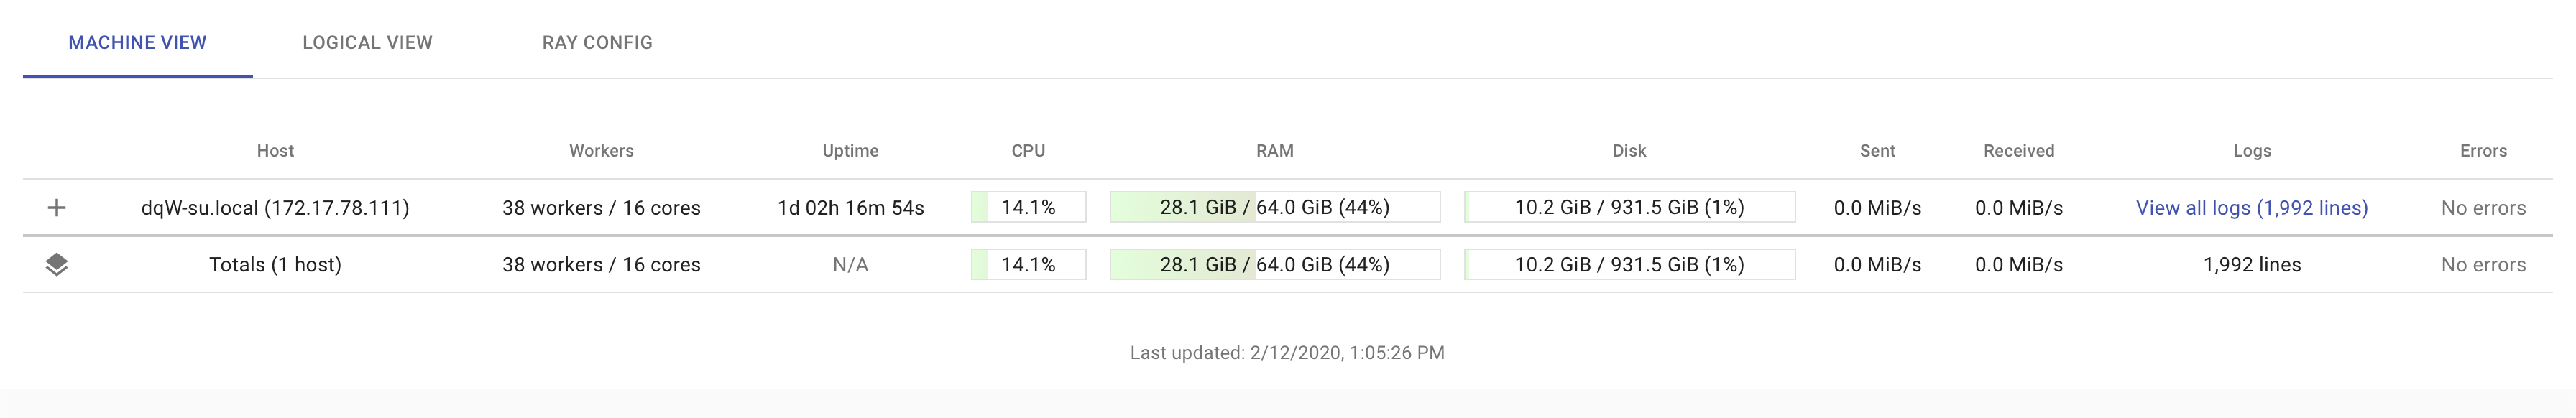 MACHINE VIEW LOGICAL VIEW RAY CONFIG
Host Workers Uptime CPU RAM Disk Sent Received Logs Errors
dqW-su.local (172.17.78.111) 38 workers / 16 cores 1d 02h 16m 54s 14.1% 28.1 GiB / 64.0 GiB (44%) 10.2 GiB / 931.5 GiB (1%) 0.0 MiB/s 0.0 MiB/s View all logs (1,992 lines) No errors
Totals (1 host) 38 workers / 16 cores N/A 14.1% 28.1 GiB / 64.0 GiB (44%) 10.2 GiB / 931.5 GiB (1%) 0.0 MiB/s 0.0 MiB/s 1,992 lines No errors
Last updated: 2/12/2020, 1:05:26 PM